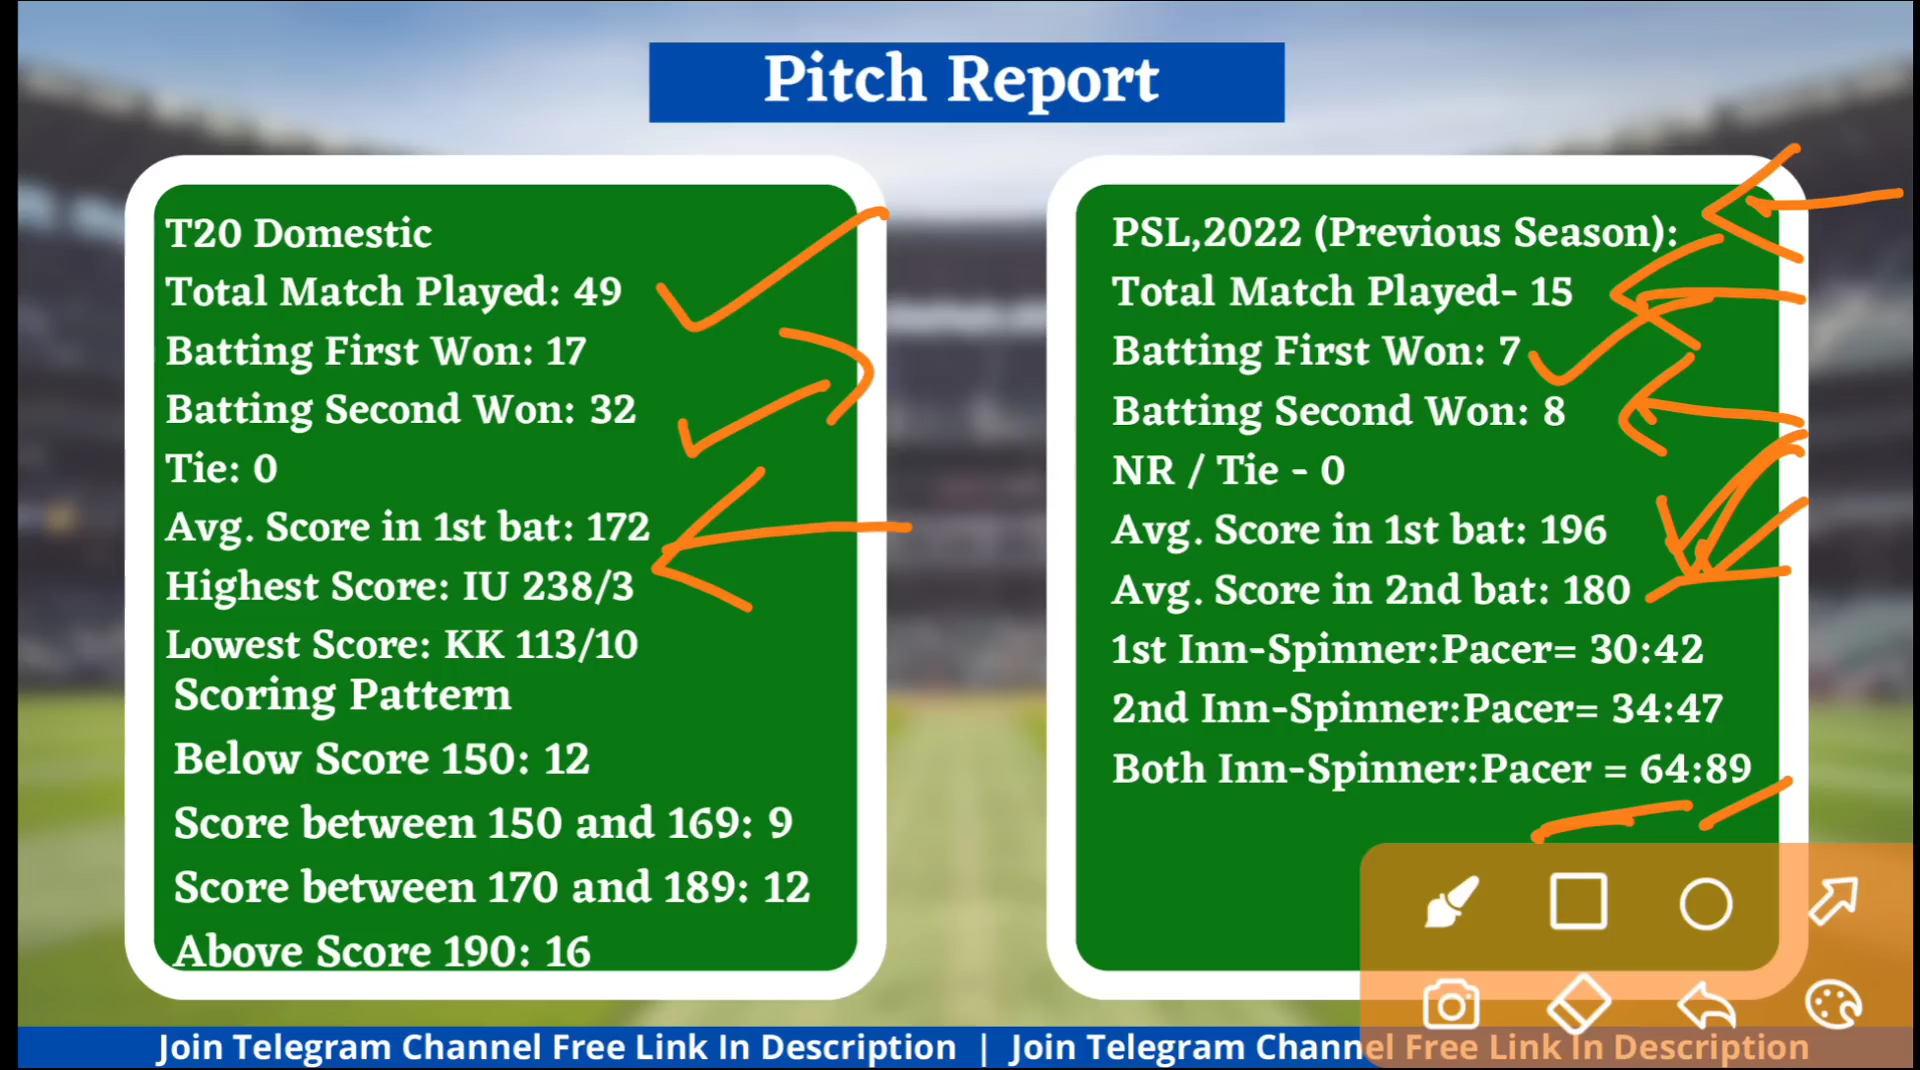 Pitch Report
T20 Domestic
Total Match Played: 49
Batting First Won: 17
Batting Second Won: 32
Tie: 0
Avg. Score in 1st bat: 172
Highest Score: IU 238/3
Lowest Score: KK 113/10
Scoring Pattern
Below Score 150: 12
Score between 150 and 169: 9
Score between 170 and 189: 12
Above Score 190: 16
PSL,2022 (Previous Season):
Total Match Played- 15
Batting First Won: 7
Batting Second Won: 8
NR / Tie - 0
Avg. Score in 1st bat: 196
Avg. Score in 2nd bat: 180
1st Inn-Spinner:Pacer= 30:42
2nd Inn-Spinner:Pacer= 34:47
Both Inn-Spinner:Pacer = 64:89
Join Telegram Channel Free Link In Description | Join Telegram Channel Free Link In Description